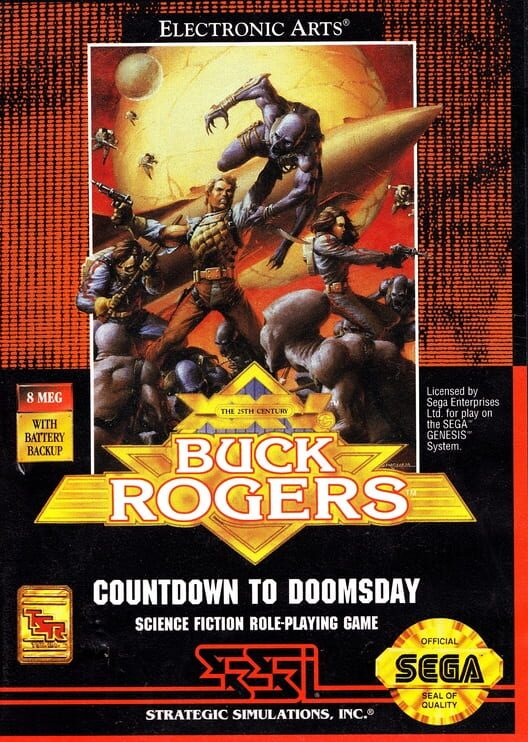 ELECTRONIC ARTS®
8 MEG
WITH
BATTERY
BACKUP
Licensed by
Sega Enterprises
Ltd. for play on
the SEGA™
GENESIS™
System.
THE 25TH CENTURY
BUCK
ROGERS™
COUNTDOWN TO DOOMSDAY
SCIENCE FICTION ROLE-PLAYING GAME
TSR
SSI®
STRATEGIC SIMULATIONS, INC.®
OFFICIAL
SEGA
SEAL OF
QUALITY